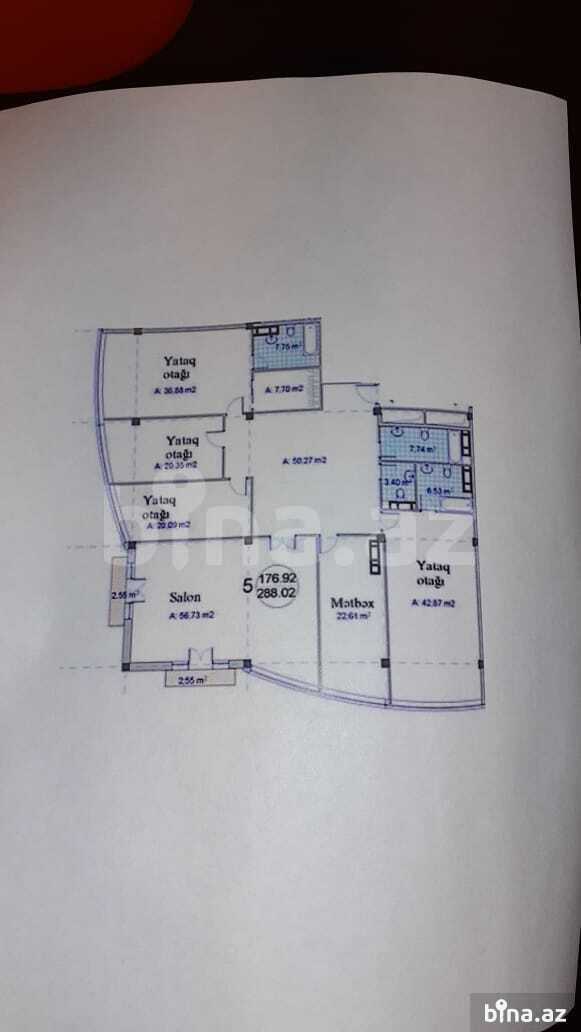 Yataq
otağı
A: 36.88 m2
7.75 m²
A: 7.70 m2
Yataq
otağı
A: 20.35 m2
A: 50.27 m2
7.74 m²
3.40 m²
6.53 m²
Yataq
otağı
A: 20.09 m2
bina.az
2.55 m²
Salon
A: 56.73 m2
5
176.92
288.02
Mətbəx
22.61 m²
Yataq
otağı
A: 42.87 m2
2.55 m²
bina.az